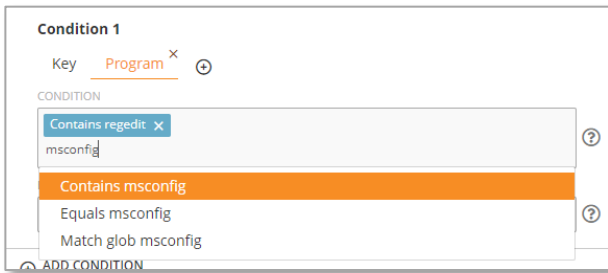 Condition 1
Key Program
CONDITION
Contains regedit ×
msconfig
Contains msconfig
Equals msconfig
Match glob msconfig
ADD CONDITION